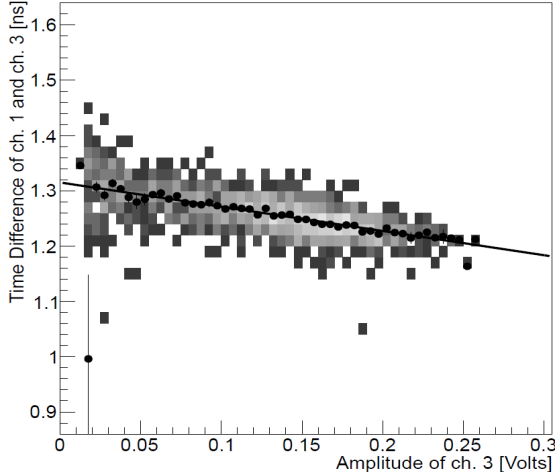 Time Difference of ch. 1 and ch. 3 [ns]
1.6
1.5
1.4
1.3
1.2
1.1
1
0.9
0 0.05 0.1 0.15 0.2 0.25 0.3
Amplitude of ch. 3 [Volts]